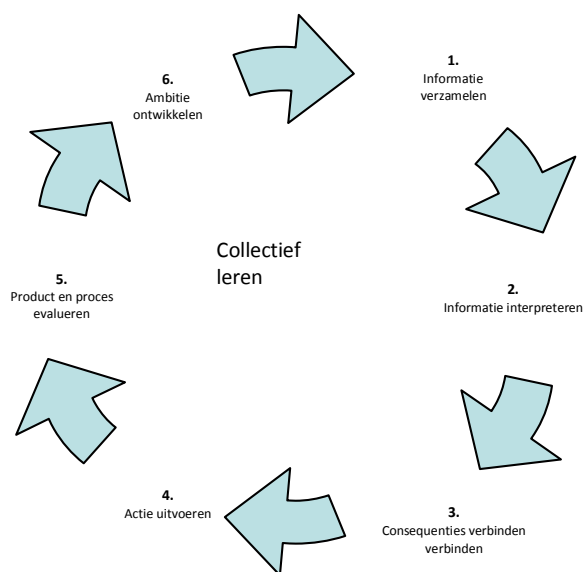 1.
Informatie
verzamelen
2.
Informatie interpreteren
3.
Consequenties verbinden
verbinden
4.
Actie uitvoeren
5.
Product en proces
evalueren
6.
Ambitie
ontwikkelen
Collectief
leren